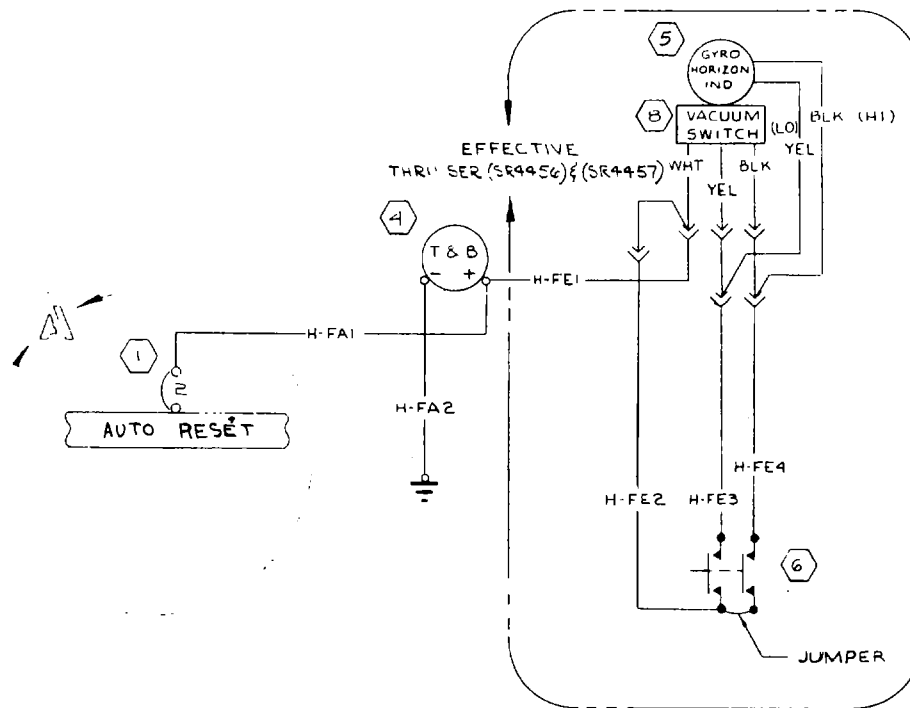 5
GYRO
HORIZON
IND
8
VACUUM
SWITCH
(LO)
YEL
BLK (HI)
EFFECTIVE
THRU SER (SR4456) & (SR4457)
WHT
YEL
BLK
4
T & B
- +
H-FE1
H-FA1
1
2
AUTO RESET
H-FA2
H-FE2
H-FE3
H-FE4
6
JUMPER